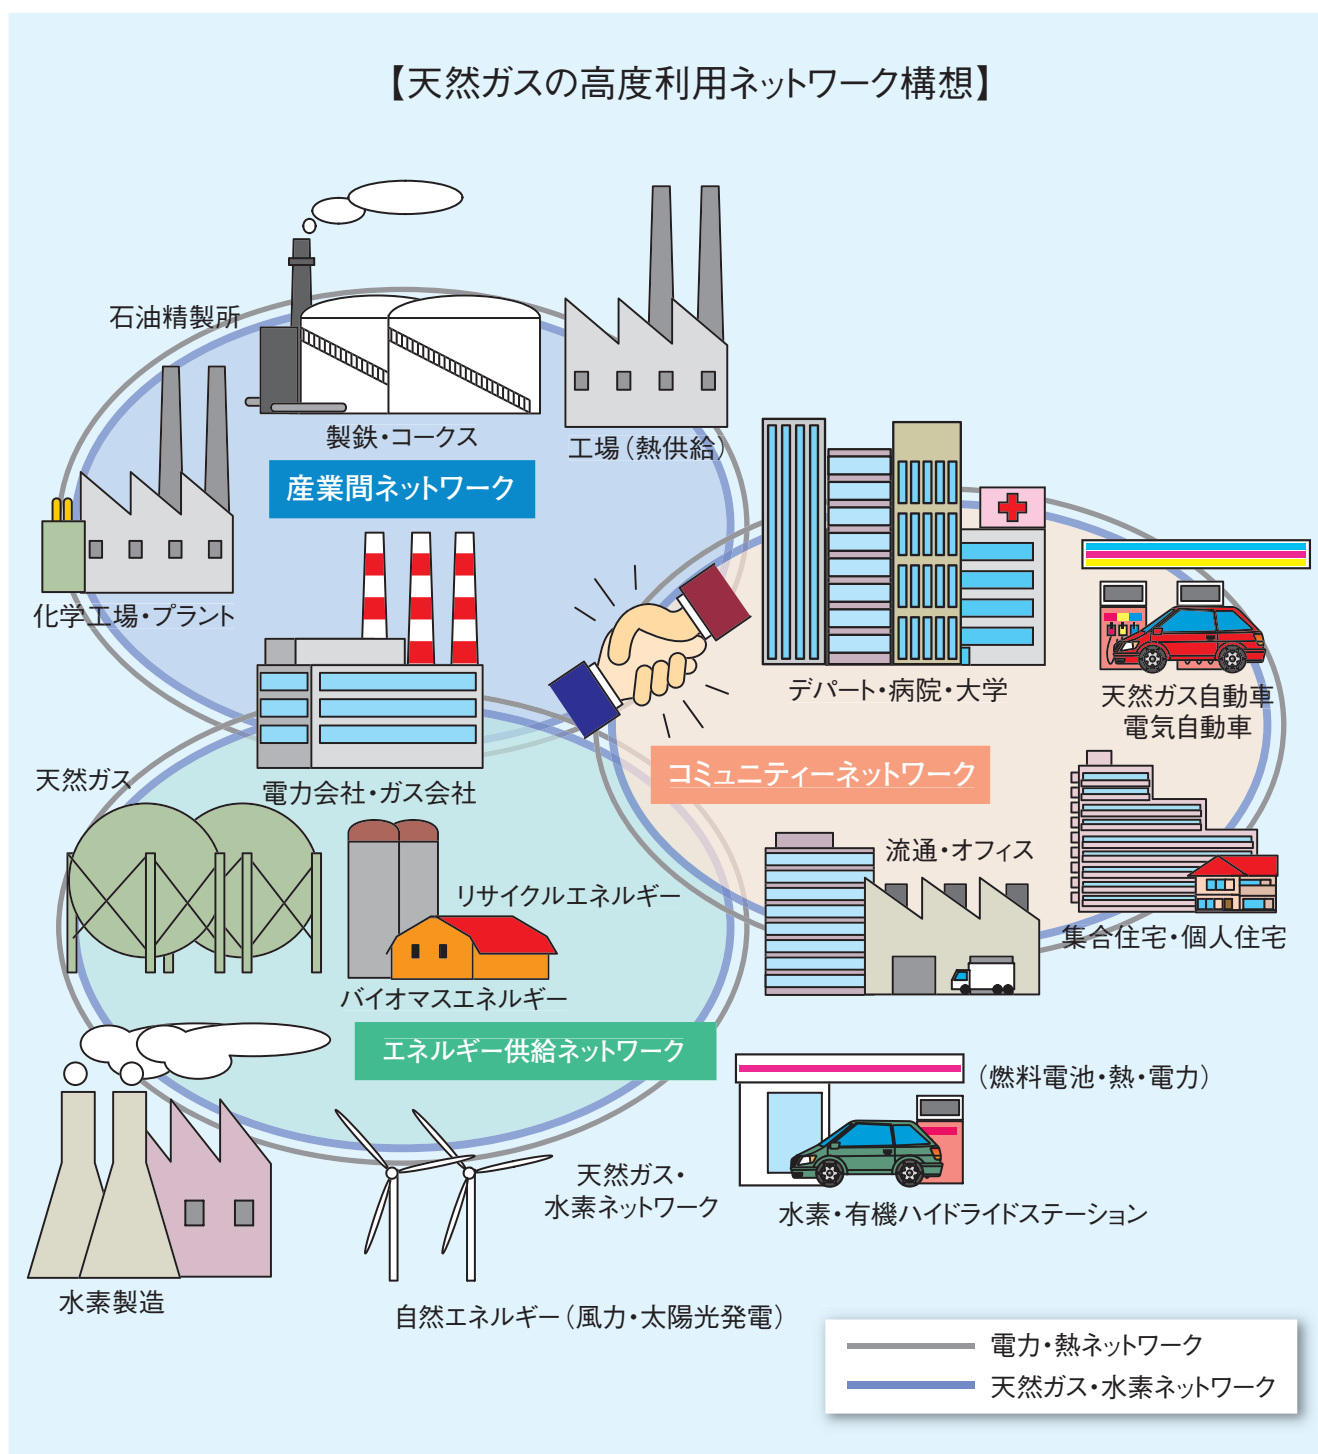 【天然ガスの高度利用ネットワーク構想】
石油精製所
製鉄・コークス
工場（熱供給）
産業間ネットワーク
化学工場・プラント
デパート・病院・大学
天然ガス自動車
電気自動車
コミュニティーネットワーク
天然ガス
電力会社・ガス会社
流通・オフィス
リサイクルエネルギー
集合住宅・個人住宅
バイオマスエネルギー
エネルギー供給ネットワーク
（燃料電池・熱・電力）
天然ガス・
水素ネットワーク
水素・有機ハイドライドステーション
水素製造
自然エネルギー（風力・太陽光発電）
電力・熱ネットワーク
天然ガス・水素ネットワーク